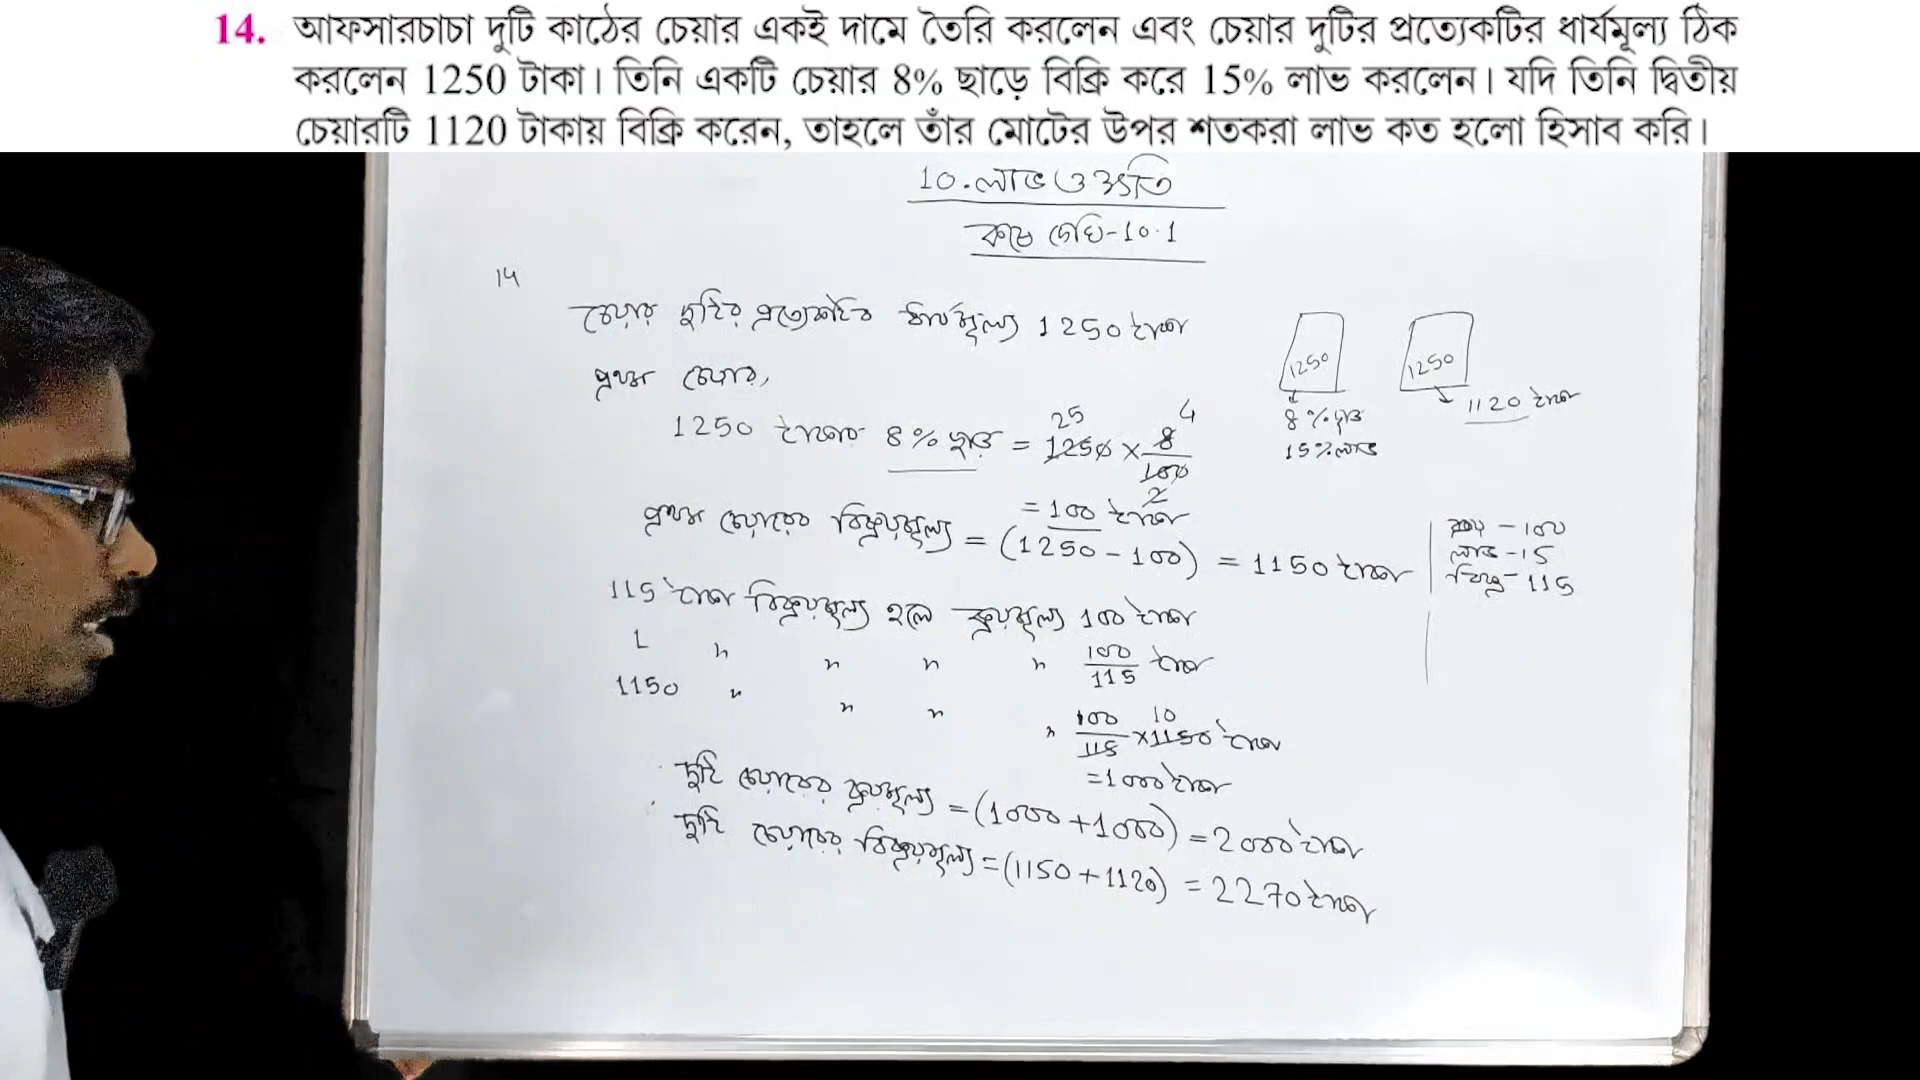 14. আফসারচাচা দুটি কাঠের চেয়ার একই দামে তৈরি করলেন এবং চেয়ার দুটির প্রত্যেকটির ধার্যমূল্য ঠিক
করলেন 1250 টাকা। তিনি একটি চেয়ার 8% ছাড়ে বিক্রি করে 15% লাভ করলেন। যদি তিনি দ্বিতীয়
চেয়ারটি 1120 টাকায় বিক্রি করেন, তাহলে তাঁর মোটের উপর শতকরা লাভ কত হলো হিসাব করি।
10. লাভ ও ক্ষতি
কষে দেখি-10.1
14
চেয়ার দুটির প্রত্যেকটির ধার্যমূল্য 1250 টাকা
1250 1250
1120 টাকা
8% ছাড়
15% লাভ
প্রথম চেয়ার,
1250 টাকার 8% ছাড় = 1250 × 8/100
25 4
2
= 100 টাকা
প্রথম চেয়ারের বিক্রয়মূল্য = (1250 - 100) = 1150 টাকা
ক্রয় - 100
লাভ - 15
বিক্রয় - 115
115 টাকা বিক্রয়মূল্য হলে ক্রয়মূল্য 100 টাকা
1 " " " " 100/115 টাকা
1150 " " " " 100/115 × 1150 টাকা
10
= 1000 টাকা
দুটি চেয়ারের ক্রয়মূল্য = (1000 + 1000) = 2000 টাকা
দুটি চেয়ারের বিক্রয়মূল্য = (1150 + 1120) = 2270 টাকা